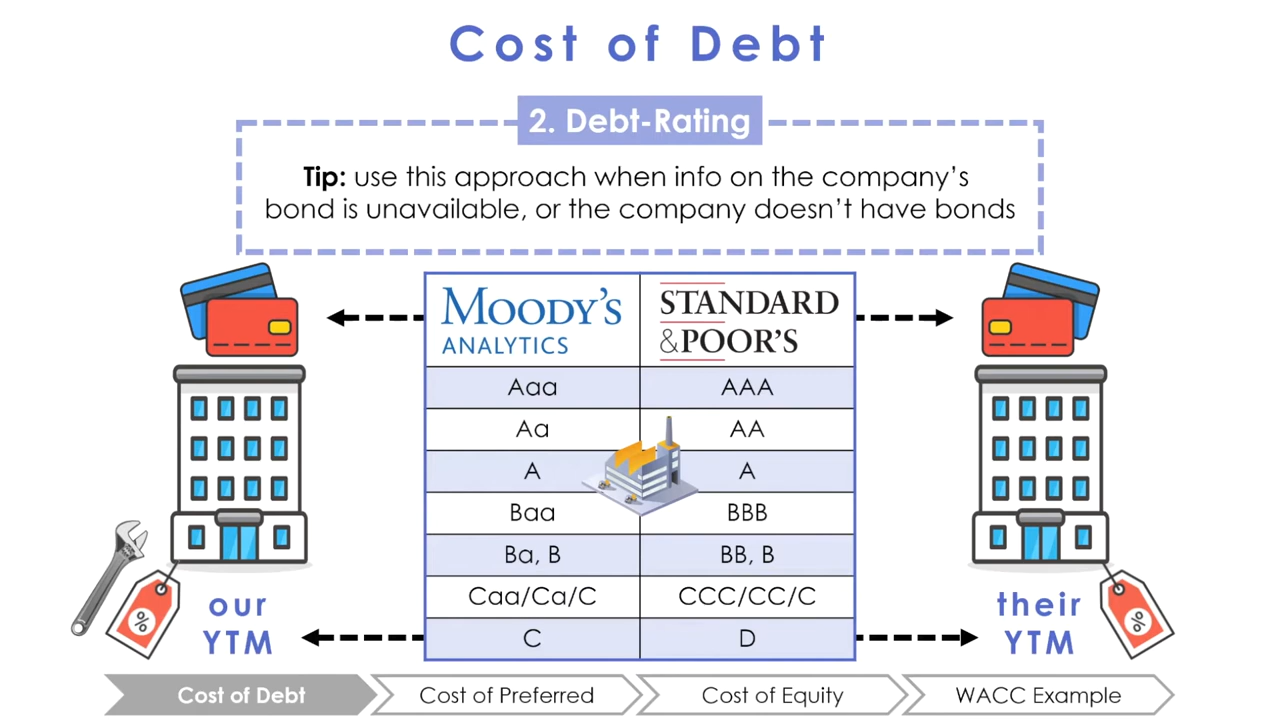 Cost of Debt
2. Debt-Rating
Tip: use this approach when info on the company's
bond is unavailable, or the company doesn't have bonds
MOODY'S
ANALYTICS
STANDARD
&POOR'S
Aaa AAA
Aa AA
A A
Baa BBB
Ba, B BB, B
Caa/Ca/C CCC/CC/C
C D
%
our
YTM
their
YTM
%
Cost of Debt
Cost of Preferred
Cost of Equity
WACC Example